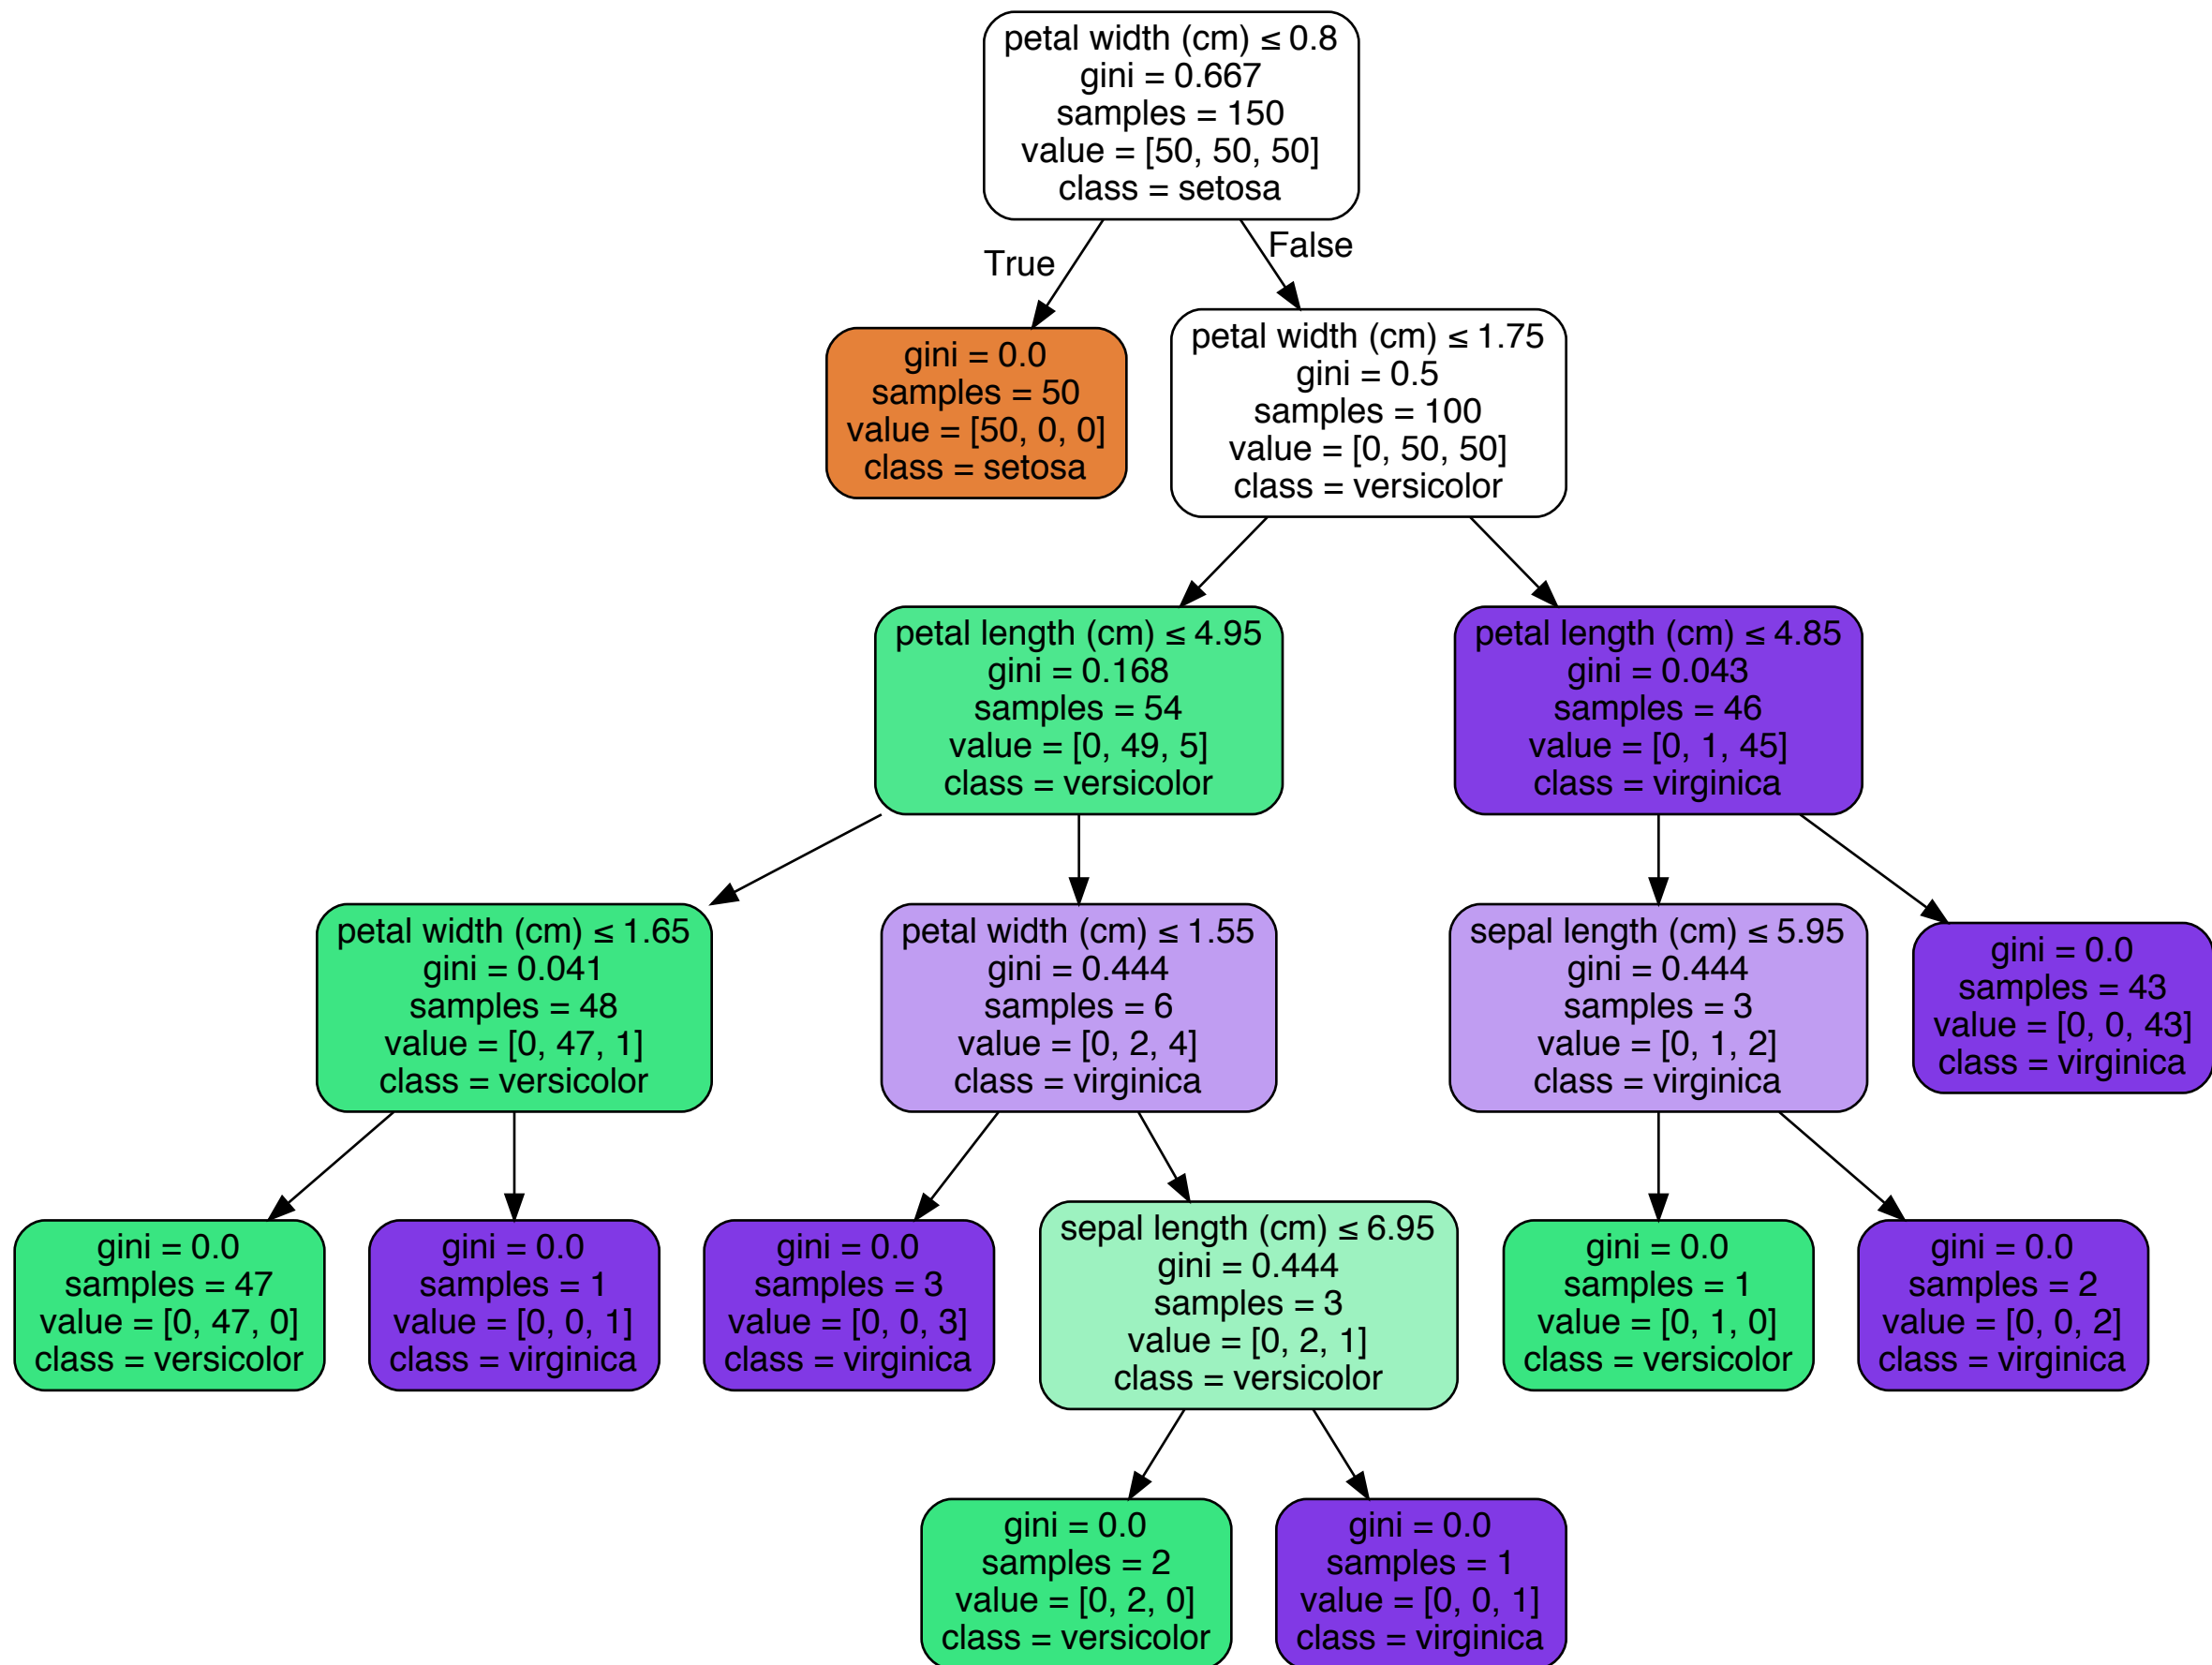 petal width (cm) ≤ 0.8
gini = 0.667
samples = 150
value = [50, 50, 50]
class = setosa
True
False
gini = 0.0
samples = 50
value = [50, 0, 0]
class = setosa
petal width (cm) ≤ 1.75
gini = 0.5
samples = 100
value = [0, 50, 50]
class = versicolor
petal length (cm) ≤ 4.95
gini = 0.168
samples = 54
value = [0, 49, 5]
class = versicolor
petal length (cm) ≤ 4.85
gini = 0.043
samples = 46
value = [0, 1, 45]
class = virginica
petal width (cm) ≤ 1.65
gini = 0.041
samples = 48
value = [0, 47, 1]
class = versicolor
petal width (cm) ≤ 1.55
gini = 0.444
samples = 6
value = [0, 2, 4]
class = virginica
sepal length (cm) ≤ 5.95
gini = 0.444
samples = 3
value = [0, 1, 2]
class = virginica
gini = 0.0
samples = 43
value = [0, 0, 43]
class = virginica
gini = 0.0
samples = 47
value = [0, 47, 0]
class = versicolor
gini = 0.0
samples = 1
value = [0, 0, 1]
class = virginica
gini = 0.0
samples = 3
value = [0, 0, 3]
class = virginica
sepal length (cm) ≤ 6.95
gini = 0.444
samples = 3
value = [0, 2, 1]
class = versicolor
gini = 0.0
samples = 1
value = [0, 1, 0]
class = versicolor
gini = 0.0
samples = 2
value = [0, 0, 2]
class = virginica
gini = 0.0
samples = 2
value = [0, 2, 0]
class = versicolor
gini = 0.0
samples = 1
value = [0, 0, 1]
class = virginica